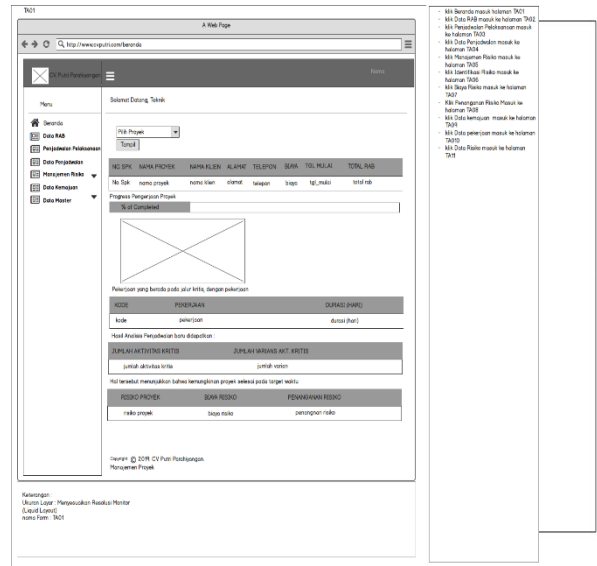 TA01
A Web Page
http://www.cvputri.com/beranda
CV Putri Parahiyangan
Nama
Menu
Selamat Datang, Teknik
Beranda
Data RAB
Penjadwalan Pelaksanaan
Data Penjadwalan
Manajemen Risiko
Data Kemajuan
Data Master
Pilih Proyek
Tampil
NO SPK NAMA PROYEK NAMA KLIEN ALAMAT TELEPON BIAYA TGL MULAI TOTAL RAB
No Spk nama proyek nama klien alamat telepon biaya tgl_mulai total rab
Progress Pengerjaan Proyek
% of Completed
Pekerjaan yang berada pada jalur kritis, dengan pekerjaan
KODE PEKERJAAN DURASI (HARI)
kode pekerjaan durasi (hari)
Hasil Analisis Penjadwalan baru didapatkan :
JUMLAH AKTIVITAS KRITIS JUMLAH VARIANS AKT. KRITIS
jumlah aktivitas kritis jumlah varian
Hal tersebut menunjukkan bahwa kemungkinan proyek selesai pada target waktu
RISIKO PROYEK BIAYA RISIKO PENANGANAN RISIKO
risiko proyek biaya risiko penangnan risiko
Copyright © 2019. CV Putri Parahiyangan.
Manajemen Proyek
Keterangan :
Ukuran Layar : Menyesuaikan Resolusi Monitor
(Liquid Layout)
nama Form : TA01
- klik Beranda masuk halaman TA01
- klik Data RAB masuk ke halaman TA02
- klik Penjadwalan Pelaksanaan masuk
ke halaman TA03
- klik Data Penjadwalan masuk ke
halaman TA04
- klik Manajemen Risiko masuk ke
halaman TA05
- klik Identifikasi Risiko masuk ke
halaman TA06
- klik Biaya Risiko masuk ke halaman
TA07
- Klik Penanganan Risiko Masuk ke
halaman TA08
- klik Data kemajuan masuk ke halaman
TA09
- klik Data pekerjaan masuk ke halaman
TA010
- klik Data Risiko masuk ke halaman
TA11